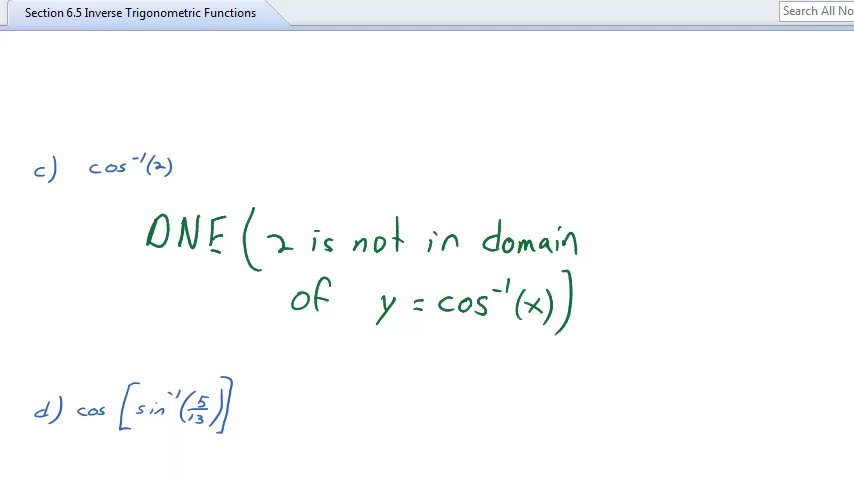 Section 6.5 Inverse Trigonometric Functions
Search All No
c) cos⁻¹(2)
DNE (2 is not in domain
of y = cos⁻¹(x))
d) cos [sin⁻¹(5/13)]